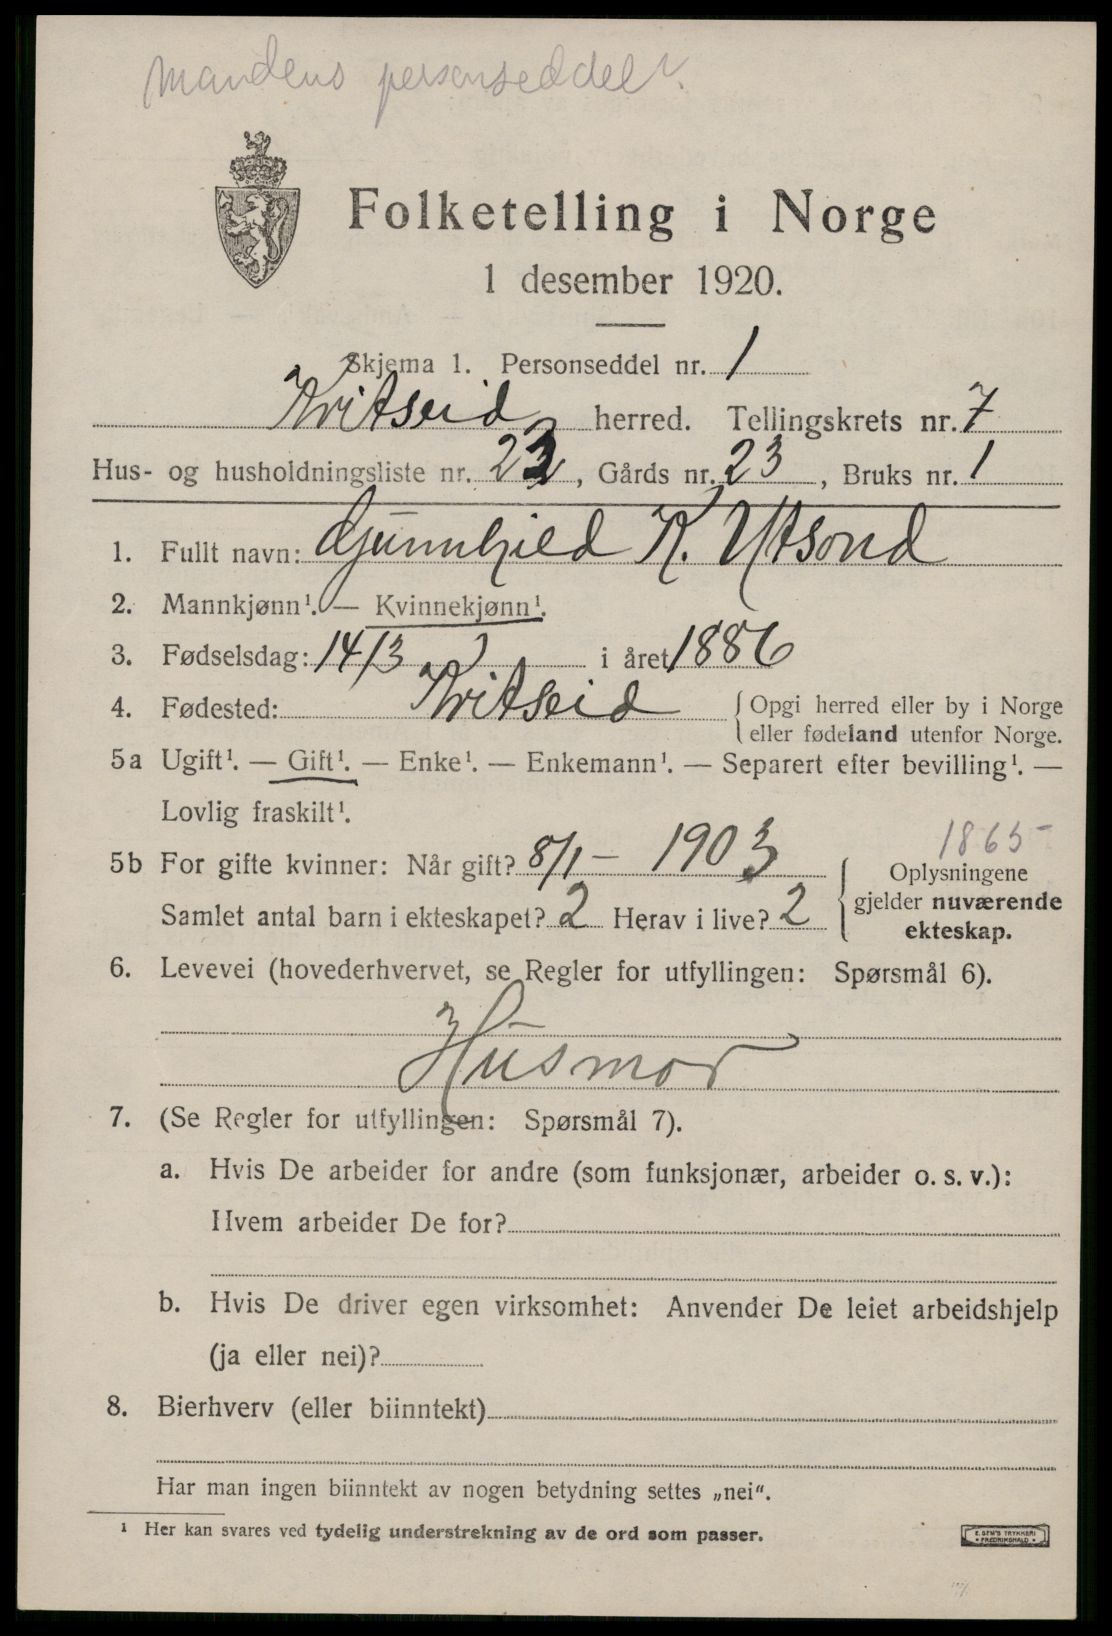 Mandens personseddel
Folketelling i Norge
1 desember 1920.
Skjema 1. Personseddel nr. 1
Kvitseid herred. Tellingskrets nr. 7
Hus- og husholdningsliste nr. 23, Gårds nr. 23, Bruks nr. 1
1. Fullt navn: Gunnhild K. Utsond
2. Mannkjønn¹. — Kvinnekjønn¹.
3. Fødselsdag: 14/3 i året 1886
4. Fødested: Kvitseid {Opgi herred eller by i Norge
eller fødeland utenfor Norge.
5a Ugift¹. — Gift¹. — Enke¹. — Enkemann¹. — Separert efter bevilling¹. —
Lovlig fraskilt¹.
1865
5b For gifte kvinner: Når gift? 8/1 — 1903 { Oplysningene
Samlet antal barn i ekteskapet? 2 Herav i live? 2 gjelder nuværende
ekteskap.
6. Levevei (hovederhvervet, se Regler for utfyllingen: Spørsmål 6).
Husmor
7. (Se Regler for utfyllingen: Spørsmål 7).
a. Hvis De arbeider for andre (som funksjonær, arbeider o. s. v.):
Hvem arbeider De for?
b. Hvis De driver egen virksomhet: Anvender De leiet arbeidshjelp
(ja eller nei)?
8. Bierhverv (eller biinntekt)
Har man ingen biinntekt av nogen betydning settes „nei“.
¹ Her kan svares ved tydelig understrekning av de ord som passer.
E. SEM'S TRYKKERI
• FREDRIKSHALD •